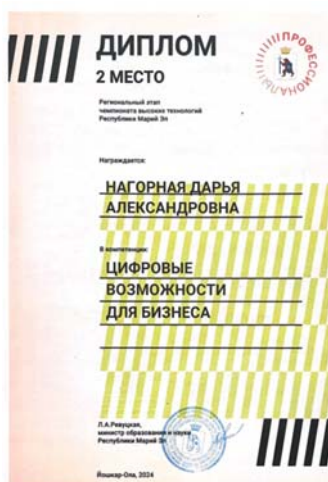 ДИПЛОМ
2 МЕСТО
ПРОФЕССИОНАЛЫ
Региональный этап
чемпионата высоких технологий
Республики Марий Эл
Награждается:
НАГОРНАЯ ДАРЬЯ
АЛЕКСАНДРОВНА
В компетенции:
ЦИФРОВЫЕ
ВОЗМОЖНОСТИ
ДЛЯ БИЗНЕСА
Л.А.Ревуцкая,
министр образования и науки
Республики Марий Эл
Йошкар-Ола, 2024